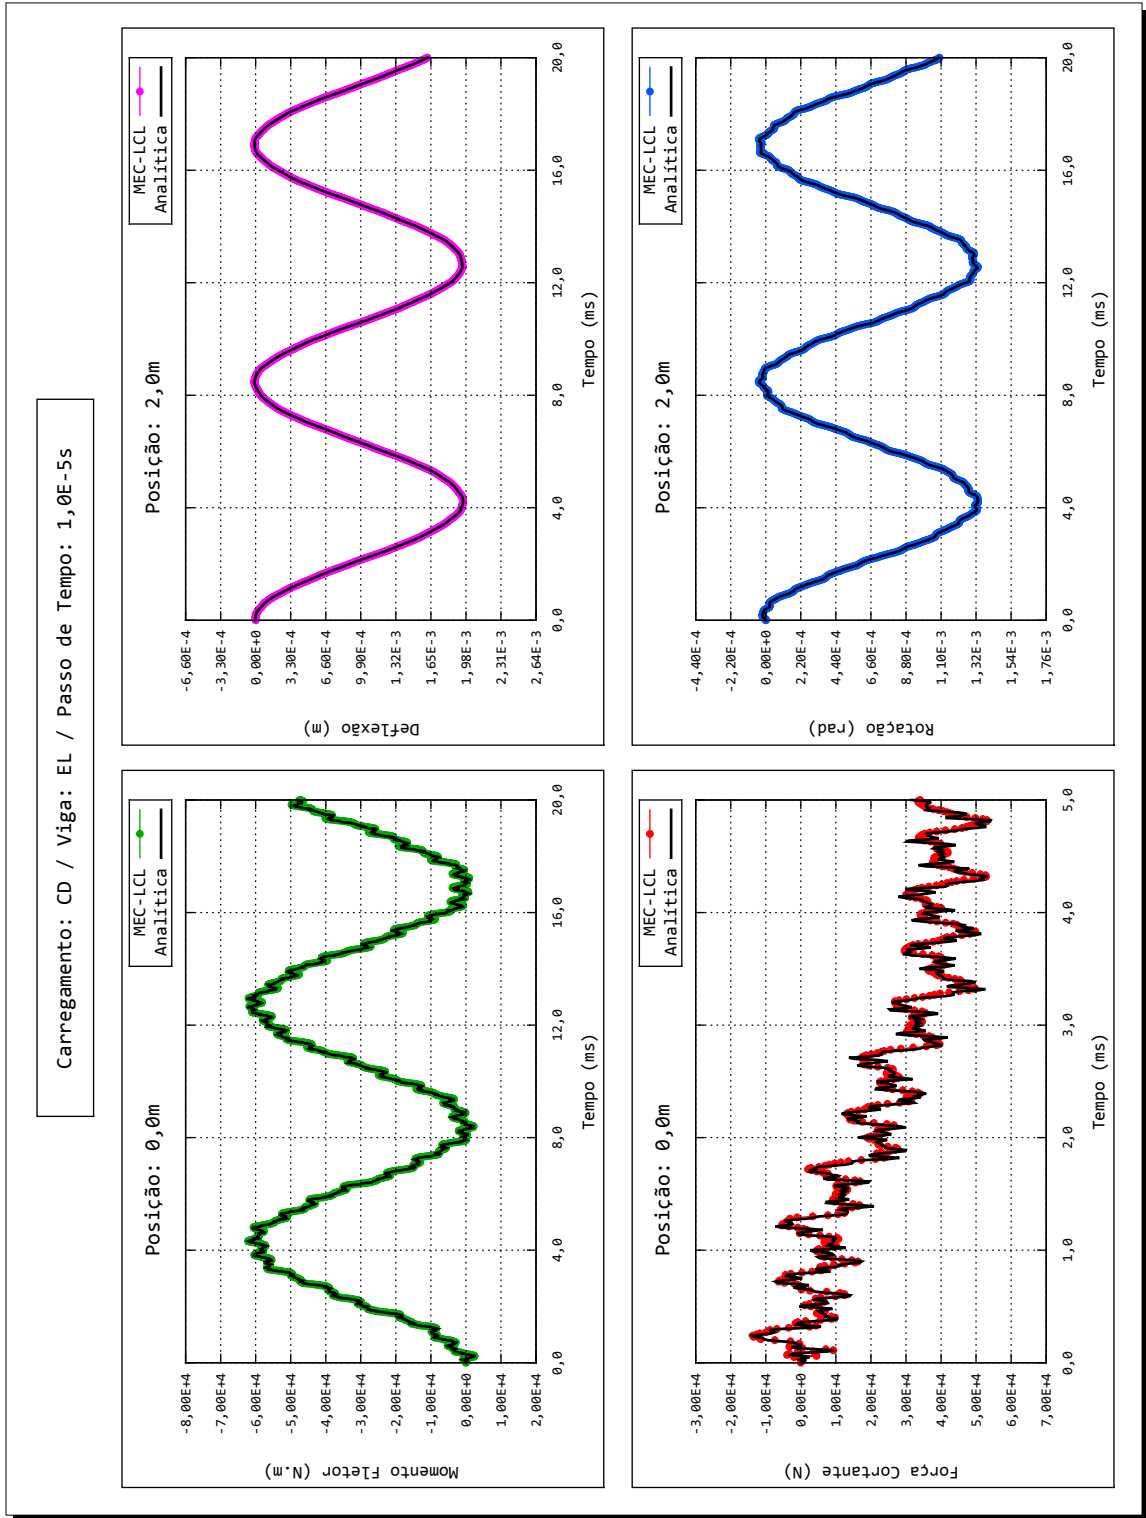 Carregamento: CD / Viga: EL / Passo de Tempo: 1,0E-5s
Posição: 0,0m
MEC-LCL
Analítica
Momento Fletor (N.m)
-8,00E+4
-7,00E+4
-6,00E+4
-5,00E+4
-4,00E+4
-3,00E+4
-2,00E+4
-1,00E+4
0,00E+0
1,00E+4
2,00E+4
0,0 4,0 8,0 12,0 16,0 20,0
Tempo (ms)
Posição: 2,0m
MEC-LCL
Analítica
Deflexão (m)
-6,60E-4
-3,30E-4
0,00E+0
3,30E-4
6,60E-4
9,90E-4
1,32E-3
1,65E-3
1,98E-3
2,31E-3
2,64E-3
0,0 4,0 8,0 12,0 16,0 20,0
Tempo (ms)
Posição: 0,0m
MEC-LCL
Analítica
Força Cortante (N)
-3,00E+4
-2,00E+4
-1,00E+4
0,00E+0
1,00E+4
2,00E+4
3,00E+4
4,00E+4
5,00E+4
6,00E+4
7,00E+4
0,0 1,0 2,0 3,0 4,0 5,0
Tempo (ms)
Posição: 2,0m
MEC-LCL
Analítica
Rotação (rad)
-4,40E-4
-2,20E-4
0,00E+0
2,20E-4
4,40E-4
6,60E-4
8,80E-4
1,10E-3
1,32E-3
1,54E-3
1,76E-3
0,0 4,0 8,0 12,0 16,0 20,0
Tempo (ms)